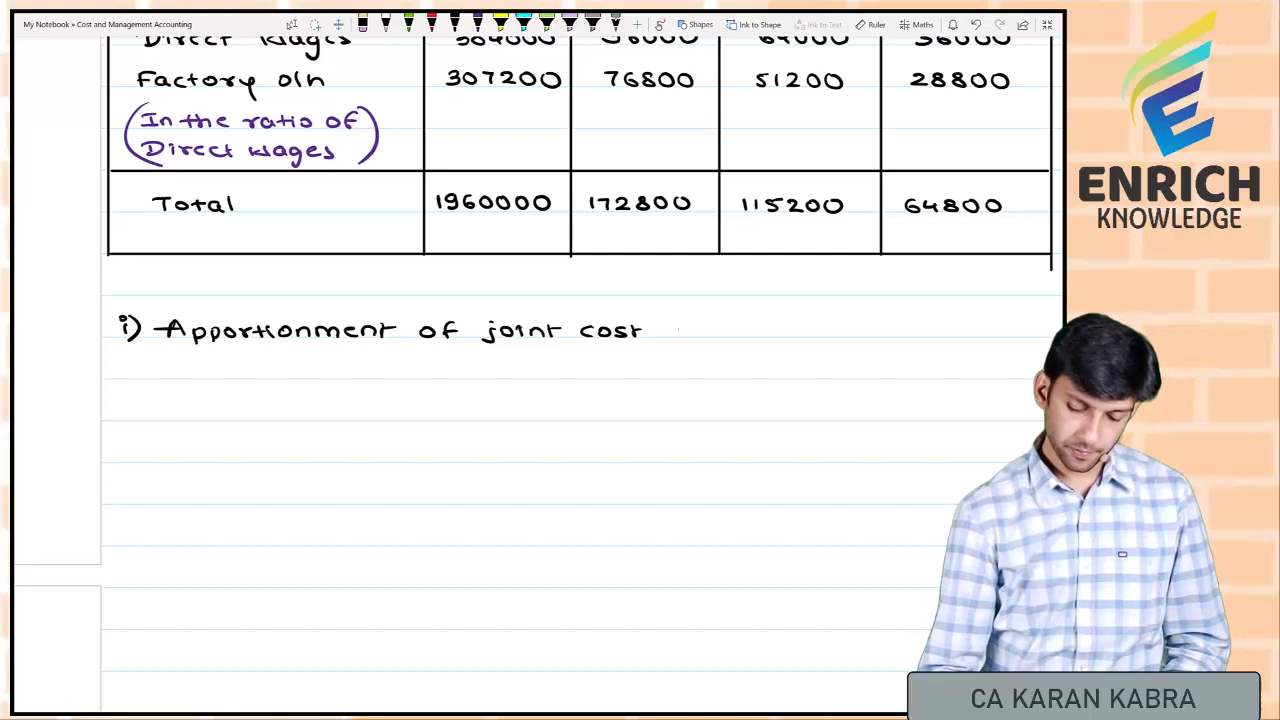 My Notebook » Cost and Management Accounting
Shapes
Ink to Shape
Ink to Text
Ruler
Maths
Direct wages
Factory o/n 307200 76800 51200 28800
(In the ratio of
Direct wages)
Total 1960000 172800 115200 64800
i) Apportionment of joint cost
ENRICH
KNOWLEDGE
CA KARAN KABRA